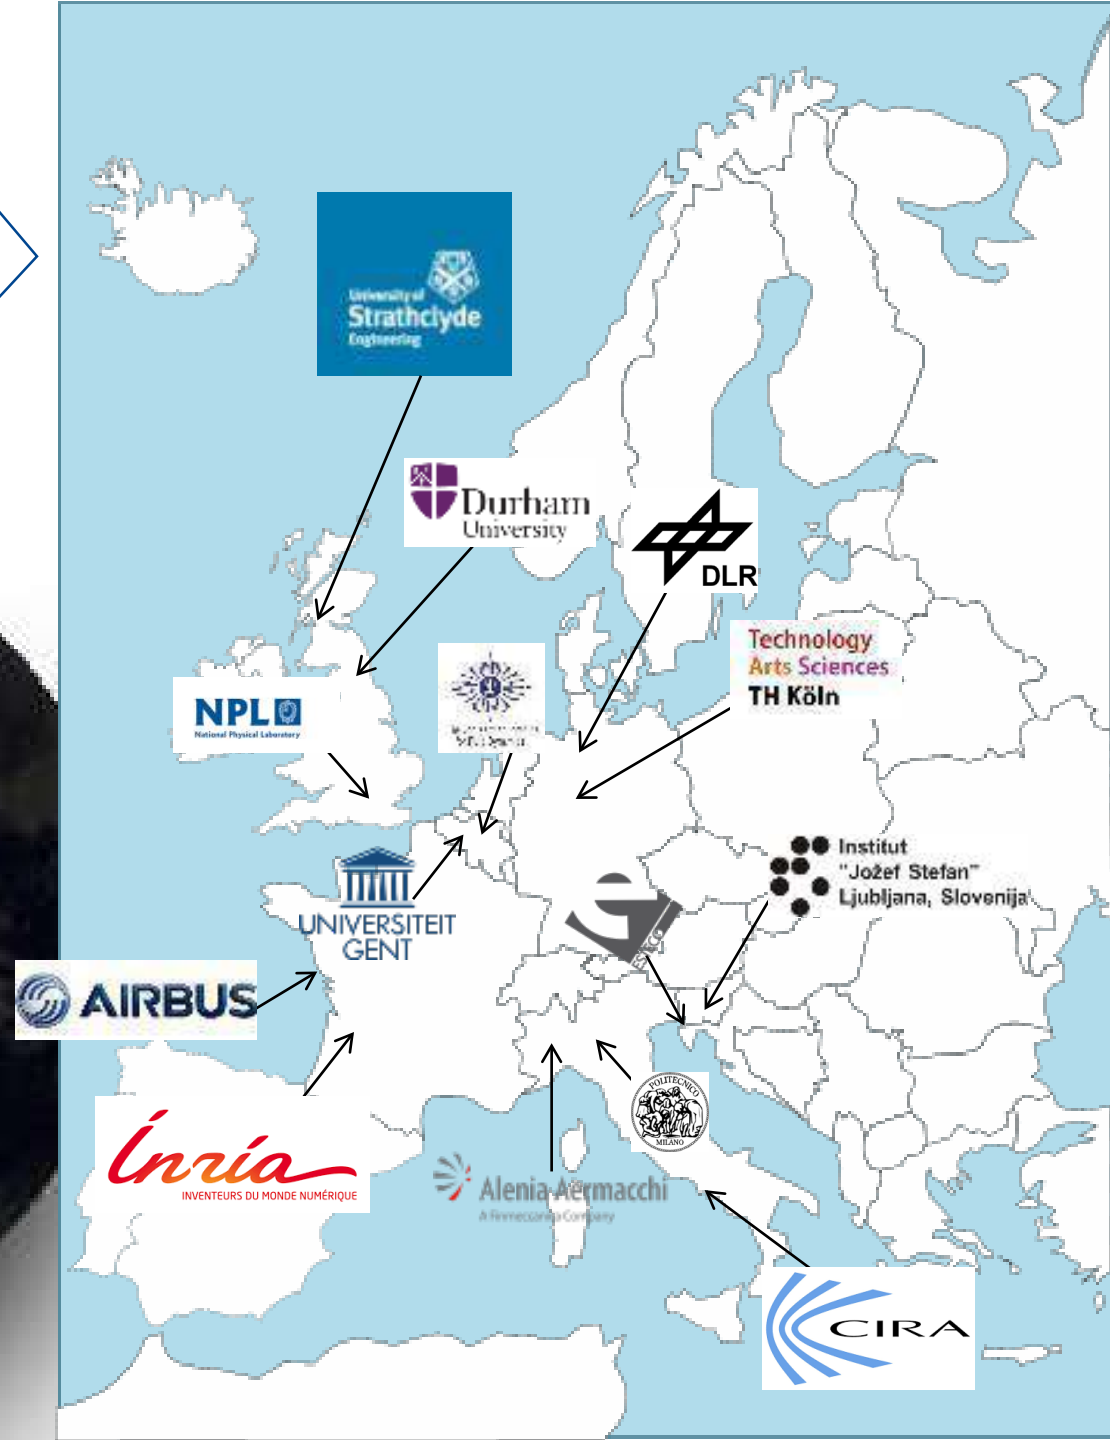 University of
Strathclyde
Engineering
Durham
University
DLR
Technology
Arts Sciences
TH Köln
NPL
National Physical Laboratory
Institut
"Jožef Stefan"
Ljubljana, Slovenija
UNIVERSITEIT
GENT
AIRBUS
POLITECNICO
MILANO
Inria
INVENTEURS DU MONDE NUMÉRIQUE
Alenia Aermacchi
A Finmeccanica Company
CIRA